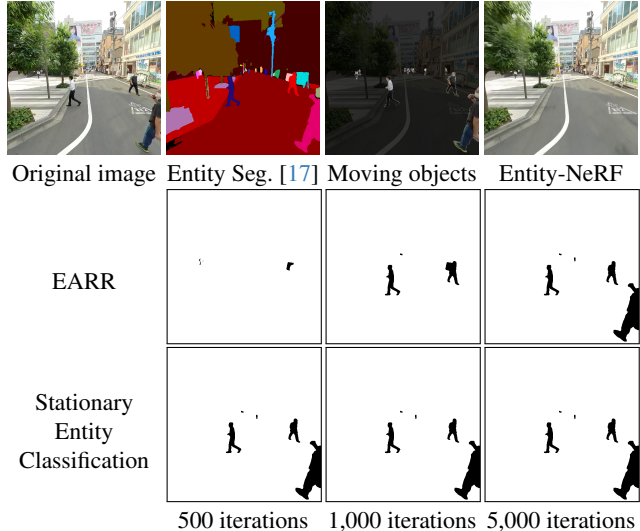 Original image Entity Seg. [17] Moving objects Entity-NeRF
EARR
Stationary
Entity
Classification
500 iterations 1,000 iterations 5,000 iterations